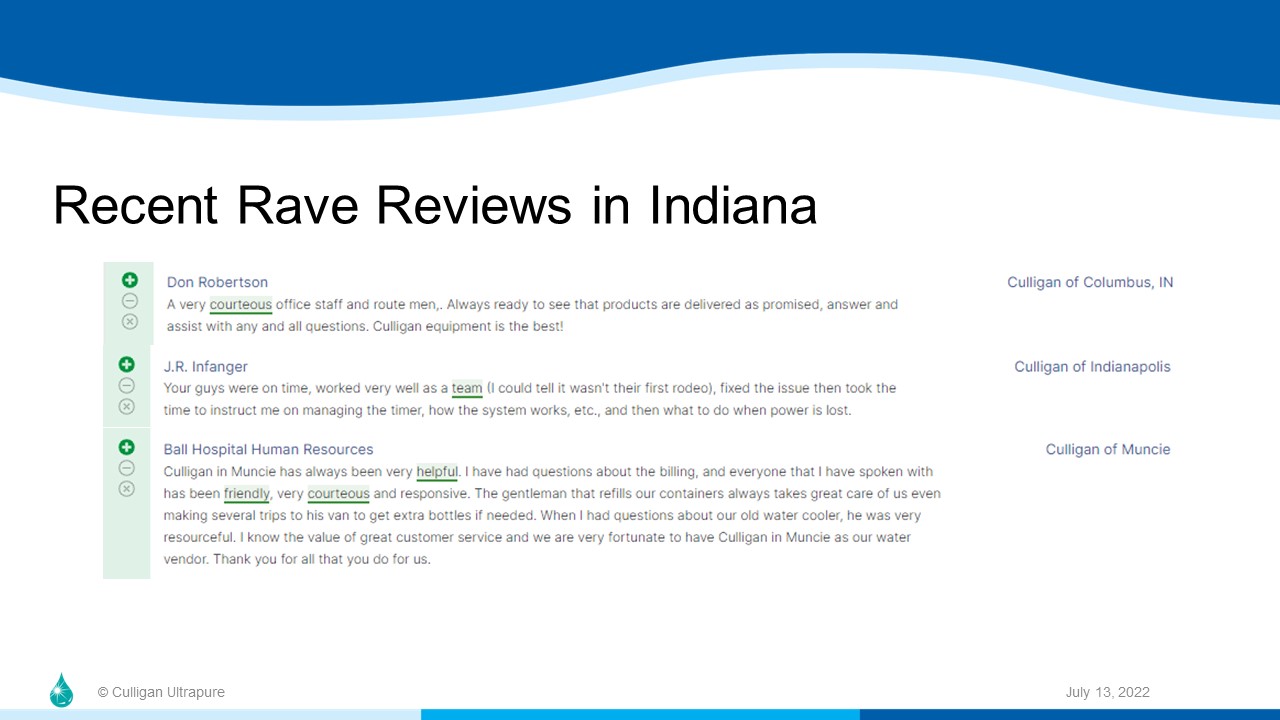 Recent Rave Reviews in Indiana
Don Robertson
Culligan of Columbus, IN
A very courteous office staff and route men,. Always ready to see that products are delivered as promised, answer and
assist with any and all questions. Culligan equipment is the best!
J.R. Infanger
Culligan of Indianapolis
Your guys were on time, worked very well as a team (I could tell it wasn't their first rodeo), fixed the issue then took the
time to instruct me on managing the timer, how the system works, etc., and then what to do when power is lost.
Ball Hospital Human Resources
Culligan of Muncie
Culligan in Muncie has always been very helpful. I have had questions about the billing, and everyone that I have spoken with
has been friendly, very courteous and responsive. The gentleman that refills our containers always takes great care of us even
making several trips to his van to get extra bottles if needed. When I had questions about our old water cooler, he was very
resourceful. I know the value of great customer service and we are very fortunate to have Culligan in Muncie as our water
vendor. Thank you for all that you do for us.
© Culligan Ultrapure
July 13, 2022